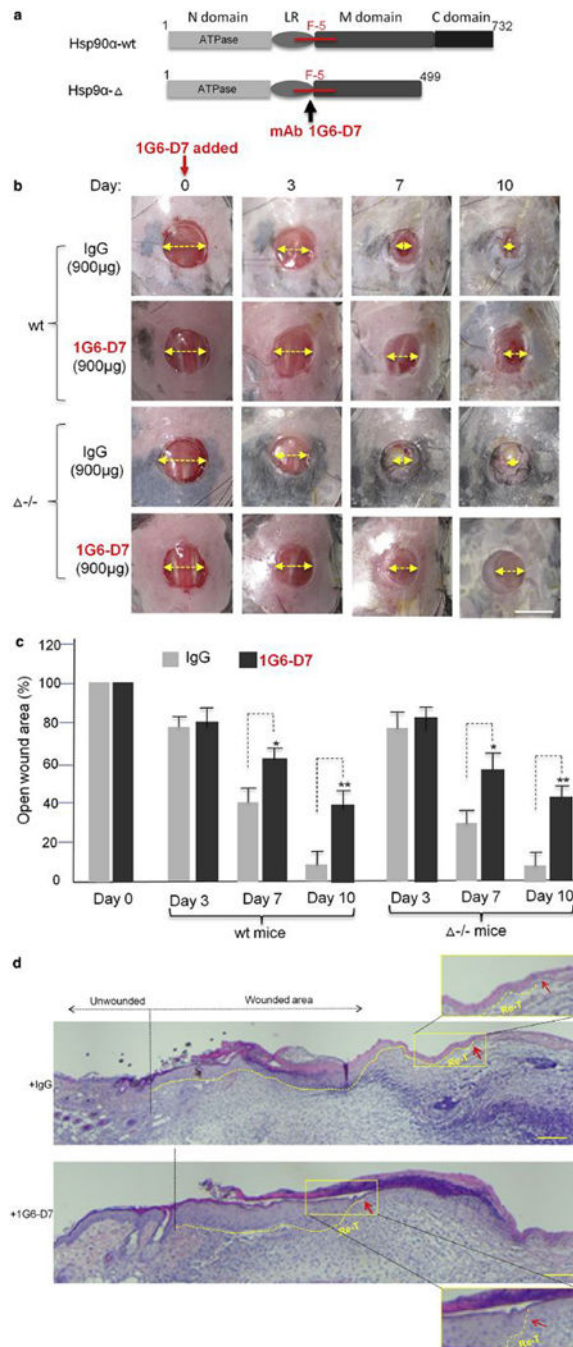 a
N domain LR M domain C domain
1 F-5 732
Hsp90α-wt ATPase
1 F-5 499
Hsp9α-Δ ATPase
mAb 1G6-D7
1G6-D7 added
b Day: 0 3 7 10
IgG
(900µg)
wt
1G6-D7
(900µg)
IgG
(900µg)
Δ-/-
1G6-D7
(900µg)
c
IgG 1G6-D7
Open wound area (%)
120
100
80
60
40
20
0
* ** * **
Day 0 Day 3 Day 7 Day 10 Day 3 Day 7 Day 10
wt mice Δ-/- mice
d
Re-T
Unwounded Wounded area
+IgG
Re-T
+1G6-D7
Re-T
Re-T